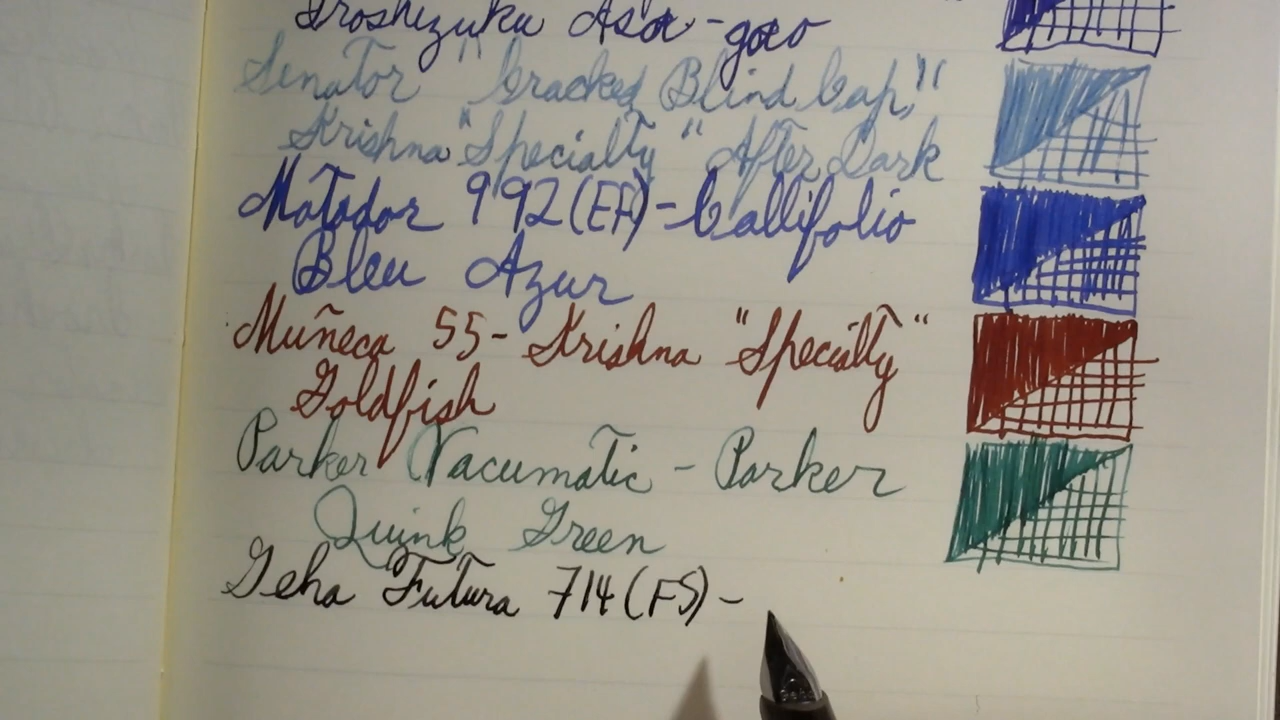 Iroshizuku Asa-gao
Senator "Cracked Blind Cap"
Krishna "Specialty" After Dark
Matador 992 (EF) - Callifolio
Bleu Azur
Muñeca 55 - Krishna "Specialty"
Goldfish
Parker Vacumatic - Parker
Quink Green
Geha Futura 714 (FS) -